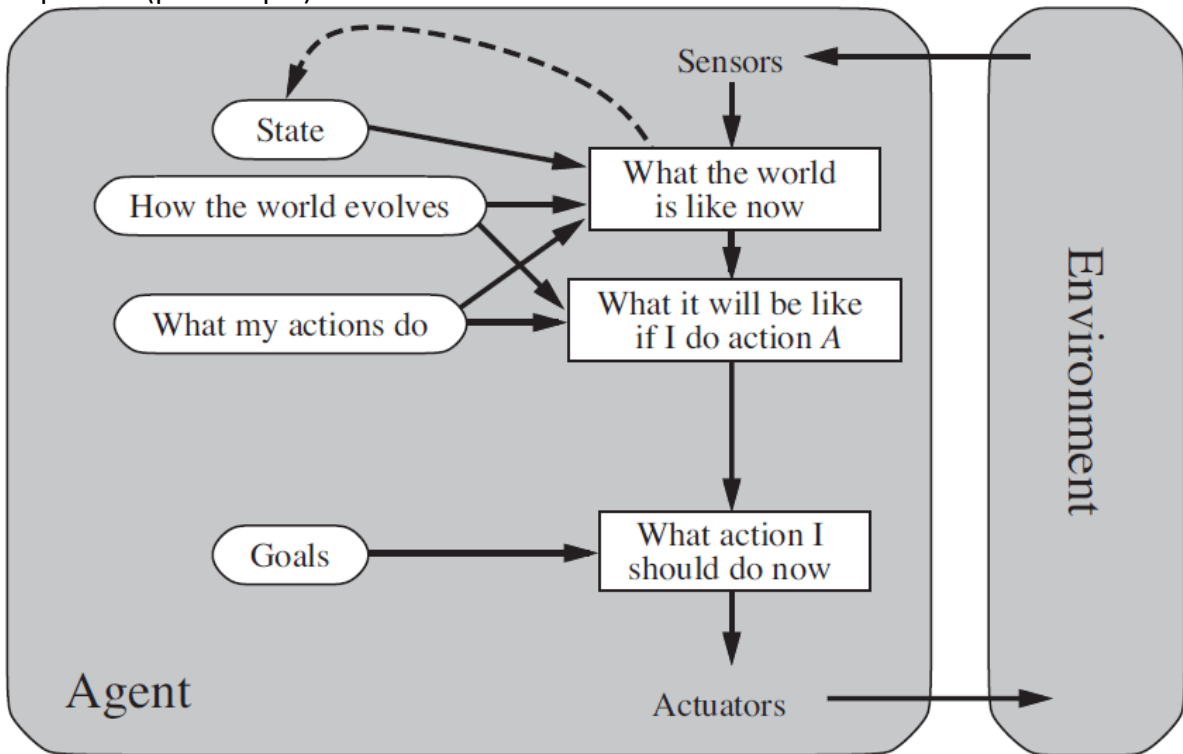 Sensors
State
What the world
is like now
How the world evolves
What it will be like
if I do action A
What my actions do
Environment
Goals
What action I
should do now
Agent
Actuators